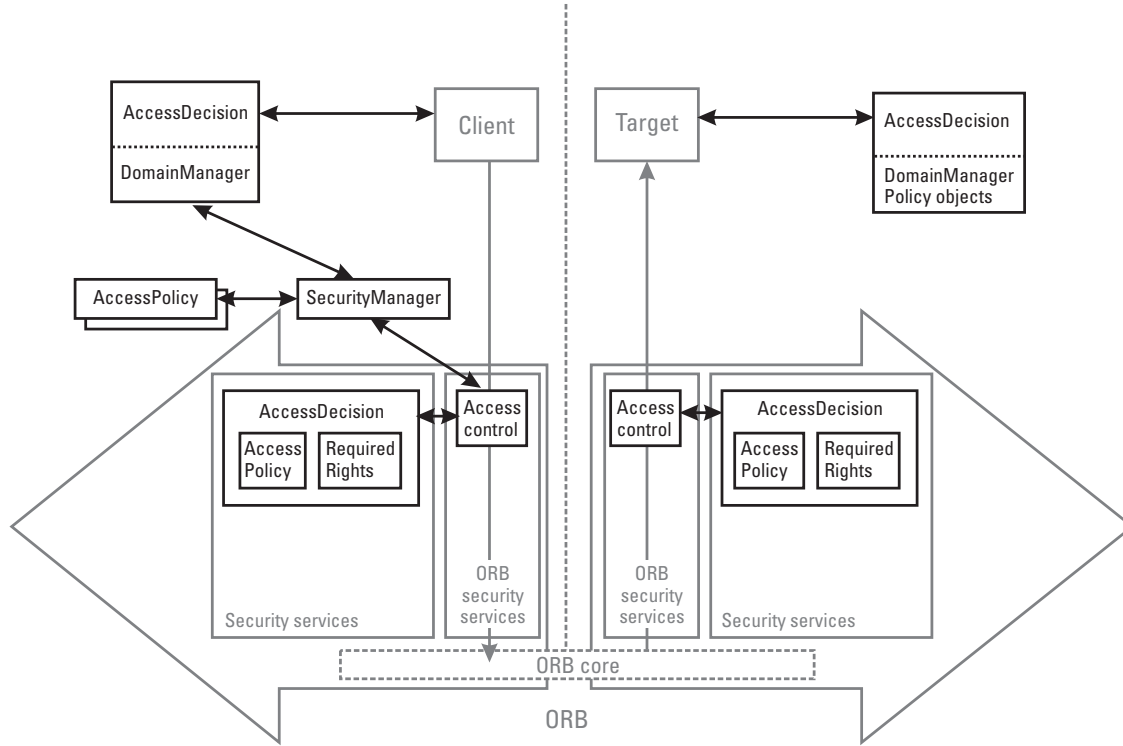 AccessDecision
DomainManager
Client
Target
AccessDecision
DomainManager
Policy objects
AccessPolicy
SecurityManager
AccessDecision
Access
Policy
Required
Rights
Access
control
Access
control
AccessDecision
Access
Policy
Required
Rights
Security services
ORB
security
services
ORB
security
services
Security services
ORB core
ORB